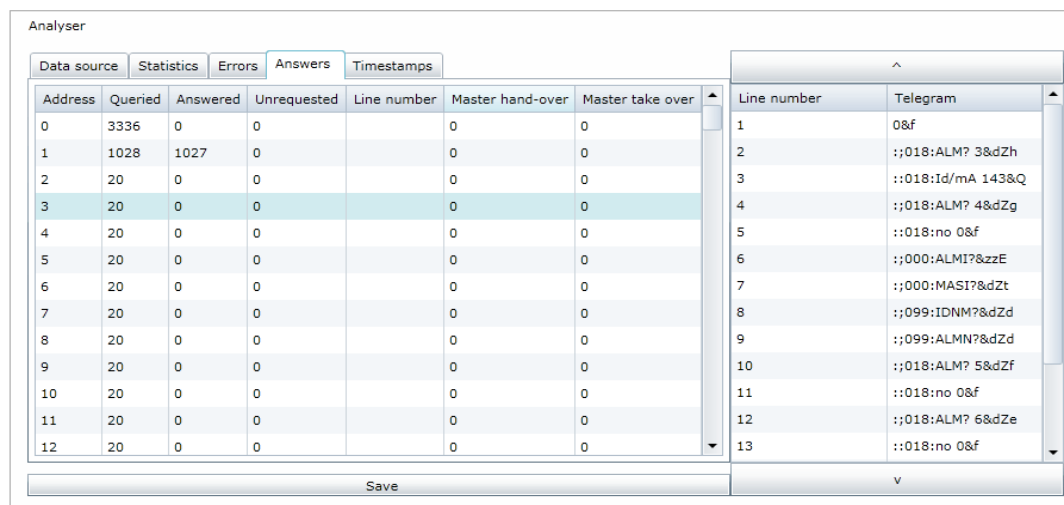 Analyser
Data source Statistics Errors Answers Timestamps
Address Queried Answered Unrequested Line number Master hand-over Master take over
0 3336 0 0 0 0
1 1028 1027 0 0 0
2 20 0 0 0 0
3 20 0 0 0 0
4 20 0 0 0 0
5 20 0 0 0 0
6 20 0 0 0 0
7 20 0 0 0 0
8 20 0 0 0 0
9 20 0 0 0 0
10 20 0 0 0 0
11 20 0 0 0 0
12 20 0 0 0 0
Save
^
Line number Telegram
1 0&f
2 :;018:ALM? 3&dZh
3 ::018:Id/mA 143&Q
4 :;018:ALM? 4&dZg
5 ::018:no 0&f
6 :;000:ALMI?&zzE
7 :;000:MASI?&dZt
8 :;099:IDNM?&dZd
9 :;099:ALMN?&dZd
10 :;018:ALM? 5&dZf
11 ::018:no 0&f
12 :;018:ALM? 6&dZe
13 ::018:no 0&f
v